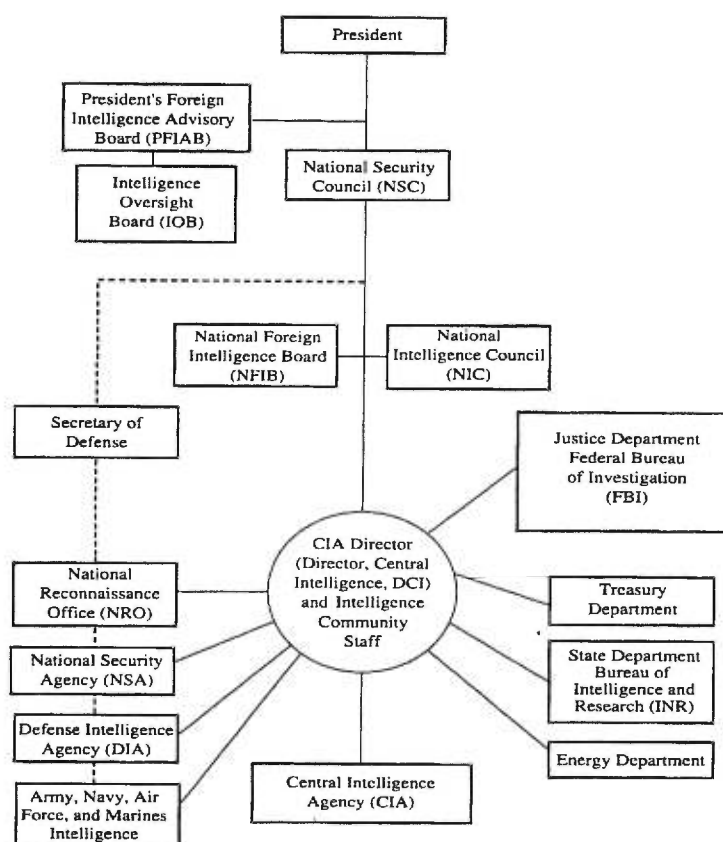 President
President's Foreign
Intelligence Advisory
Board (PFIAB)
National Security
Council (NSC)
Intelligence
Oversight
Board (IOB)
National Foreign
Intelligence Board
(NFIB)
National
Intelligence Council
(NIC)
Secretary of
Defense
Justice Department
Federal Bureau
of Investigation
(FBI)
CIA Director
(Director, Central
Intelligence, DCI)
and Intelligence
Community
Staff
National
Reconnaissance
Office (NRO)
Treasury
Department
National Security
Agency (NSA)
State Department
Bureau of
Intelligence and
Research (INR)
Defense Intelligence
Agency (DIA)
Energy Department
Central Intelligence
Agency (CIA)
Army, Navy, Air
Force, and Marines
Intelligence